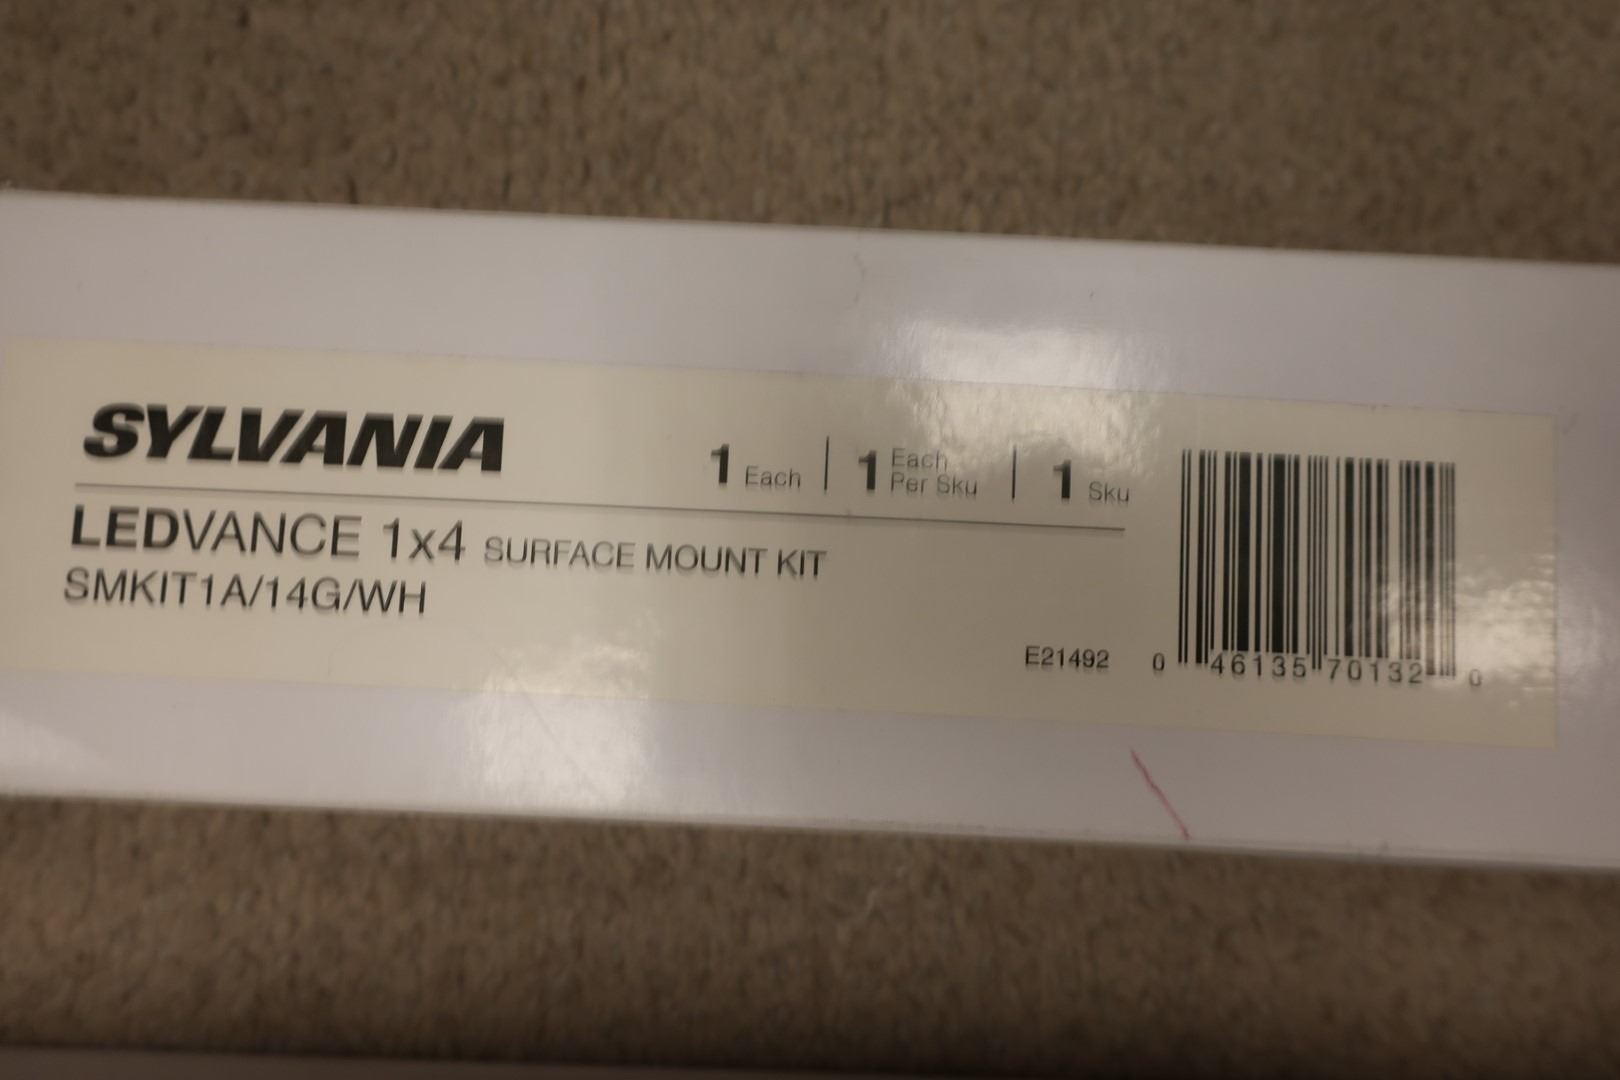 SYLVANIA
1 Each | 1 Each Per Sku | 1 Sku
LEDVANCE 1x4 SURFACE MOUNT KIT
SMKIT1A/14G/WH
E21492
0 46135 70132 0